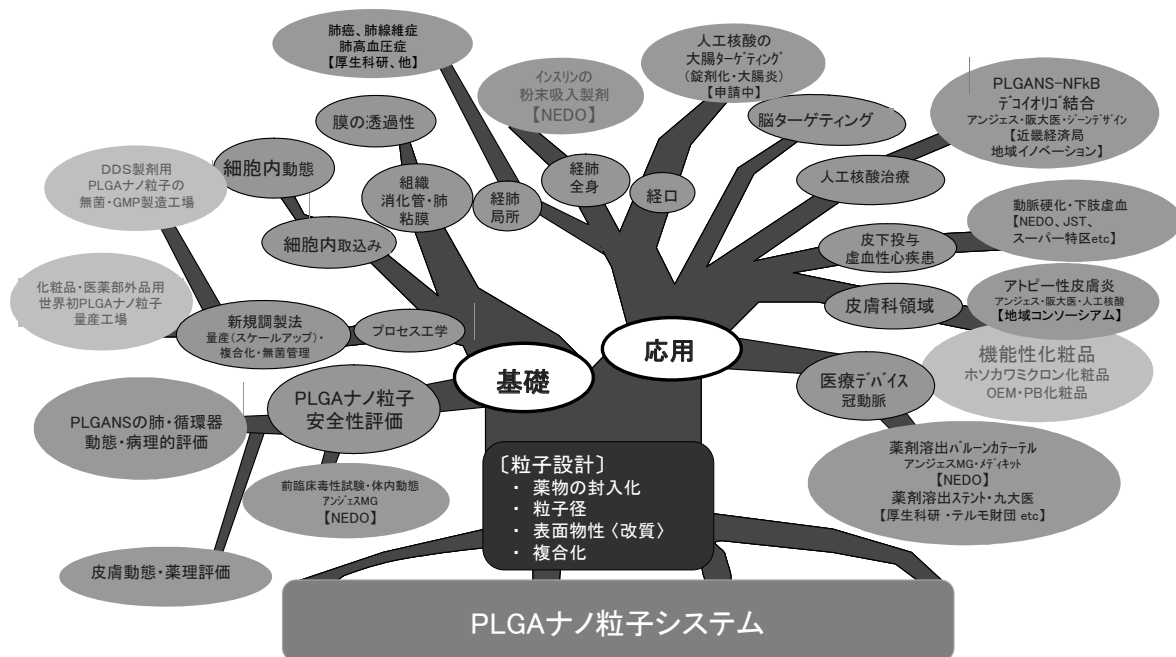 肺癌、肺線維症
肺高血圧症
【厚生科研、他】
インスリンの
粉末吸入製剤
【NEDO】
人工核酸の
大腸ターゲティング
(錠剤化・大腸炎)
【申請中】
PLGANS-NFkB
デコイオリゴ結合
アンジェス・阪大医・ジーンデザイン
【近畿経済局
地域イノベーション】
膜の透過性
脳ターゲティング
細胞内動態
DDS製剤用
PLGAナノ粒子の
無菌・GMP製造工場
組織
消化管・肺
粘膜
経肺
局所
経肺
全身
経口
人工核酸治療
細胞内取込み
皮下投与
虚血性心疾患
動脈硬化・下肢虚血
【NEDO、JST、
スーパー特区etc】
化粧品・医薬部外品用
世界初PLGAナノ粒子
量産工場
新規調製法
量産(スケールアップ)・
複合化・無菌管理
プロセス工学
皮膚科領域
アトピー性皮膚炎
アンジェス・阪大医・人工核酸
【地域コンソーシアム】
基礎
応用
機能性化粧品
ホソカワミクロン化粧品
OEM・PB化粧品
医療デバイス
冠動脈
PLGAナノ粒子
安全性評価
PLGANSの肺・循環器
動態・病理的評価
前臨床毒性試験・体内動態
アンジェスMG
【NEDO】
薬剤溶出バルーンカテーテル
アンジェスMG・メディキット
【NEDO】
薬剤溶出ステント・九大医
【厚生科研・テルモ財団 etc】
〔粒子設計〕
・ 薬物の封入化
・ 粒子径
・ 表面物性〈改質〉
・ 複合化
皮膚動態・薬理評価
PLGAナノ粒子システム